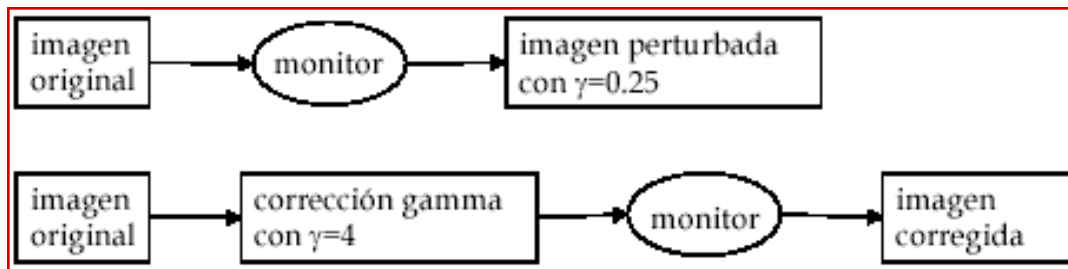 imagen
original
monitor
imagen perturbada
con γ=0.25
imagen
original
corrección gamma
con γ=4
monitor
imagen
corregida